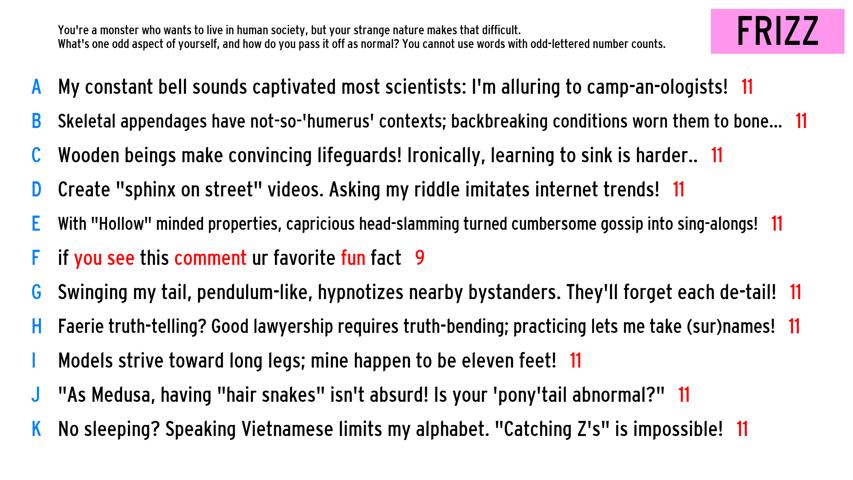 You're a monster who wants to live in human society, but your strange nature makes that difficult.
What's one odd aspect of yourself, and how do you pass it off as normal? You cannot use words with odd-lettered number counts.
FRIZZ
A My constant bell sounds captivated most scientists: I'm alluring to camp-an-ologists! 11
B Skeletal appendages have not-so-'humerus' contexts; backbreaking conditions worn them to bone... 11
C Wooden beings make convincing lifeguards! Ironically, learning to sink is harder.. 11
D Create "sphinx on street" videos. Asking my riddle imitates internet trends! 11
E With "Hollow" minded properties, capricious head-slamming turned cumbersome gossip into sing-alongs! 11
F if you see this comment ur favorite fun fact 9
G Swinging my tail, pendulum-like, hypnotizes nearby bystanders. They'll forget each de-tail! 11
H Faerie truth-telling? Good lawyership requires truth-bending; practicing lets me take (sur)names! 11
I Models strive toward long legs; mine happen to be eleven feet! 11
J "As Medusa, having "hair snakes" isn't absurd! Is your 'pony'tail abnormal?" 11
K No sleeping? Speaking Vietnamese limits my alphabet. "Catching Z's" is impossible! 11